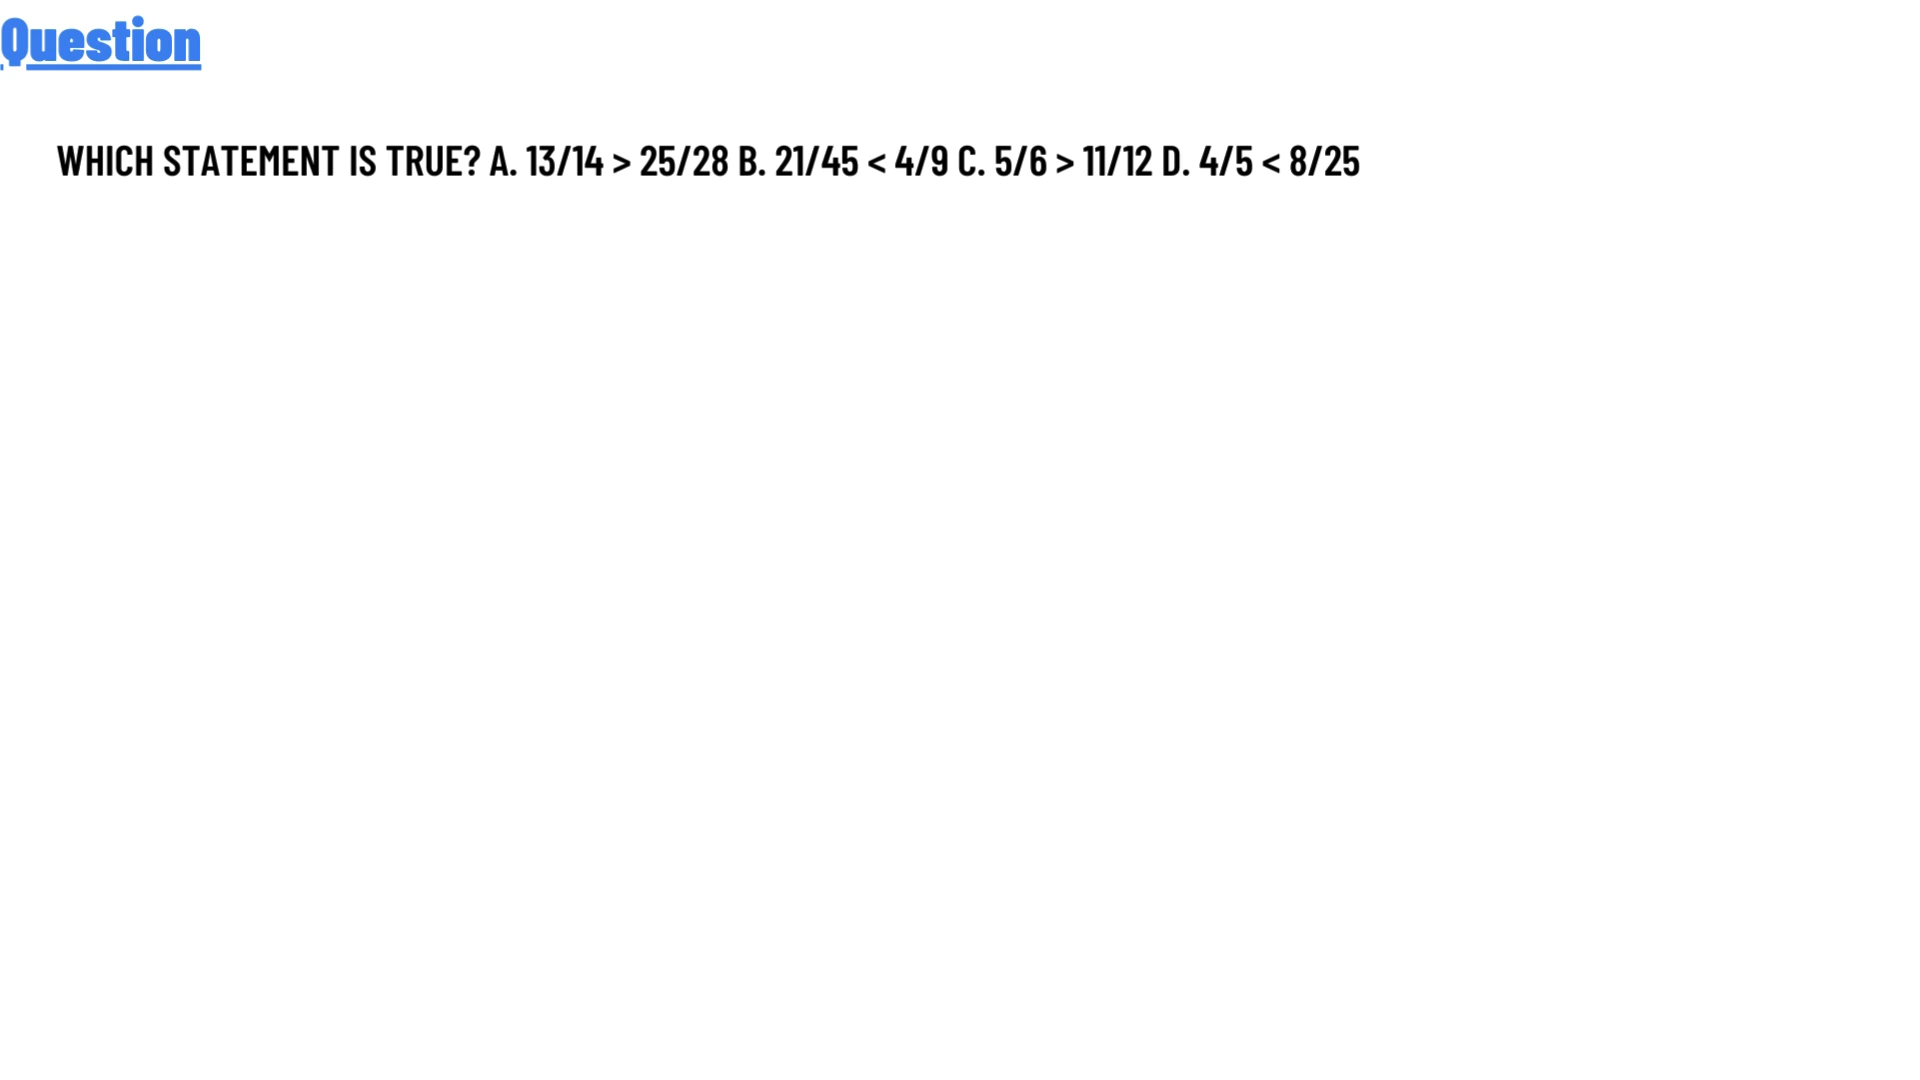 Question
WHICH STATEMENT IS TRUE? A. 13/14 > 25/28 B. 21/45 < 4/9 C. 5/6 > 11/12 D. 4/5 < 8/25